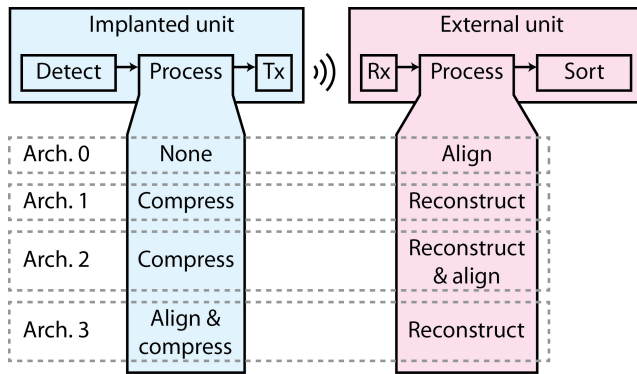 Implanted unit
External unit
Detect
Process
Tx
Rx
Process
Sort
Arch. 0
None
Align
Arch. 1
Compress
Reconstruct
Arch. 2
Compress
Reconstruct
& align
Arch. 3
Align &
compress
Reconstruct